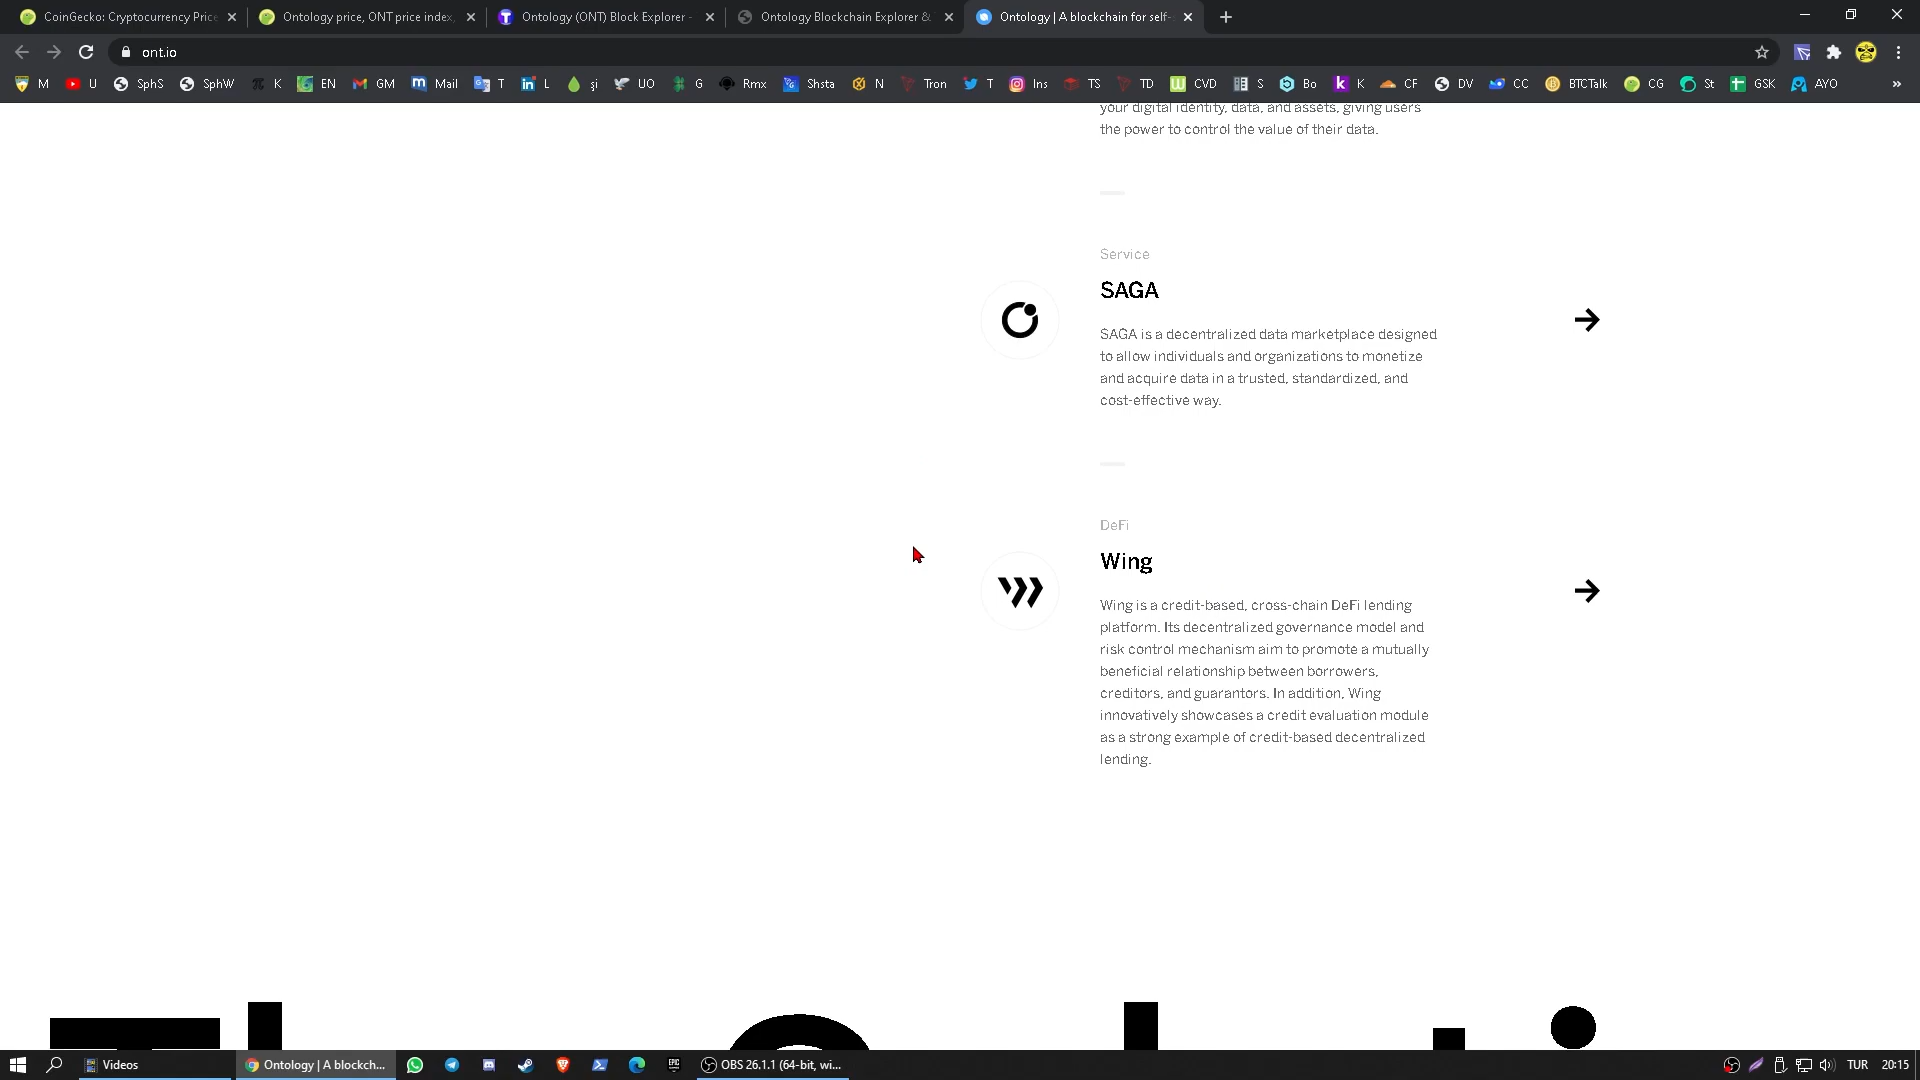 CoinGecko: Cryptocurrency Price
Ontology price, ONT price index,
Ontology (ONT) Block Explorer -
Ontology Blockchain Explorer &
Ontology | A blockchain for self-
ont.io
M
U
SphS
SphW
K
EN
GM
Mail
T
L
şi
UO
G
Rmx
Shsta
N
Tron
T
Ins
TS
TD
CVD
S
Bo
K
CF
DV
CC
BTCTalk
CG
St
GSK
AYO
your digital identity, data, and assets, giving users
the power to control the value of their data.
Service
SAGA
SAGA is a decentralized data marketplace designed
to allow individuals and organizations to monetize
and acquire data in a trusted, standardized, and
cost-effective way.
DeFi
Wing
Wing is a credit-based, cross-chain DeFi lending
platform. Its decentralized governance model and
risk control mechanism aim to promote a mutually
beneficial relationship between borrowers,
creditors, and guarantors. In addition, Wing
innovatively showcases a credit evaluation module
as a strong example of credit-based decentralized
lending.
Videos
Ontology | A blockch...
OBS 26.1.1 (64-bit, wi...
TUR
20:15